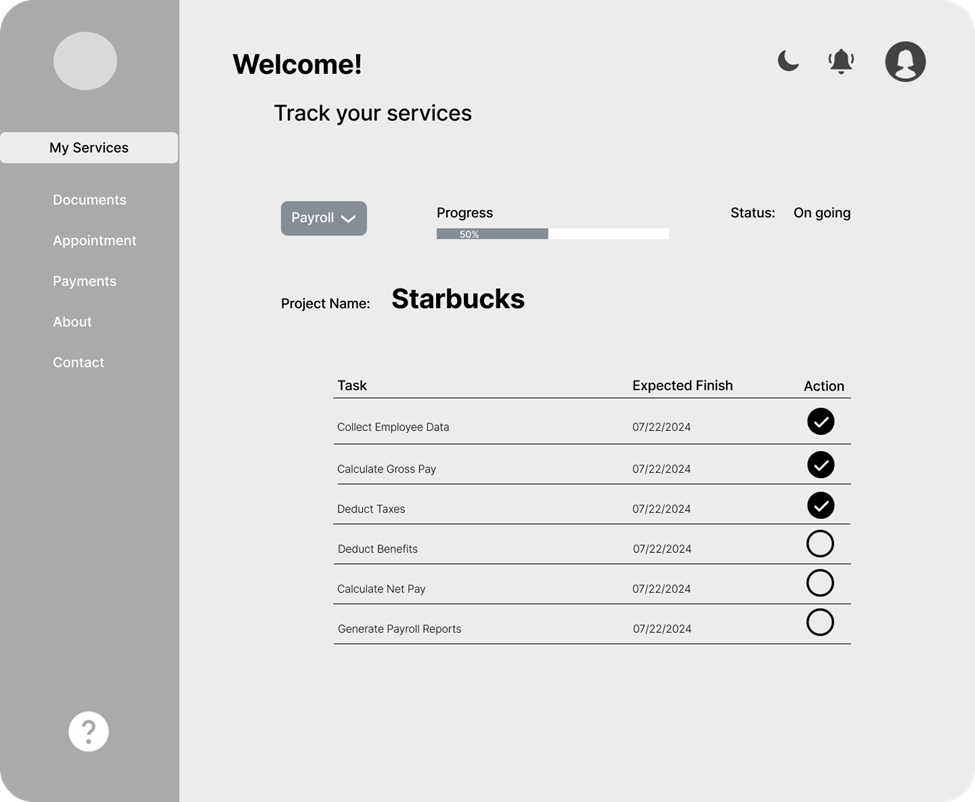 Welcome!
Track your services
My Services
Documents
Appointment
Payments
About
Contact
?
Payroll
Progress
50%
Status: On going
Project Name: Starbucks
Task Expected Finish Action
Collect Employee Data 07/22/2024
Calculate Gross Pay 07/22/2024
Deduct Taxes 07/22/2024
Deduct Benefits 07/22/2024
Calculate Net Pay 07/22/2024
Generate Payroll Reports 07/22/2024